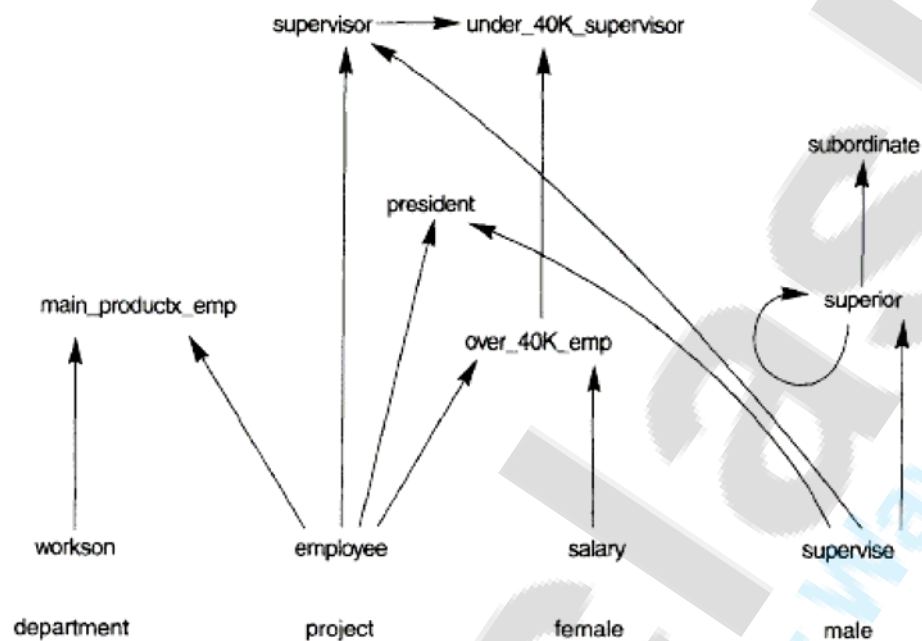 supervisor under_40K_supervisor
subordinate
president
main_productx_emp superior
over_40K_emp
workson employee salary supervise
department project female male